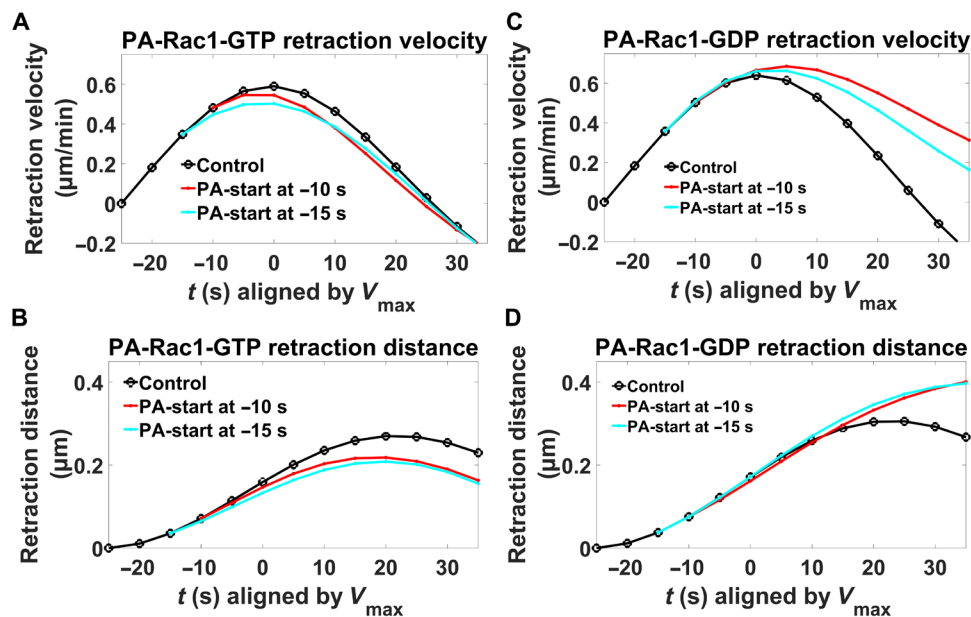 A
PA-Rac1-GTP retraction velocity
Retraction velocity
(µm/min)
0.6
0.4
0.2
0
−0.2
Control
PA-start at −10 s
PA-start at −15 s
−20 −10 0 10 20 30
t (s) aligned by Vmax
C
PA-Rac1-GDP retraction velocity
Retraction velocity
(µm/min)
0.6
0.4
0.2
0
−0.2
Control
PA-start at −10 s
PA-start at −15 s
−20 −10 0 10 20 30
t (s) aligned by Vmax
B
PA-Rac1-GTP retraction distance
Retraction distance
(µm)
0.4
0.2
0
Control
PA-start at −10 s
PA-start at −15 s
−20 −10 0 10 20 30
t (s) aligned by Vmax
D
PA-Rac1-GDP retraction distance
Retraction distance
(µm)
0.4
0.2
0
Control
PA-start at −10 s
PA-start at −15 s
−20 −10 0 10 20 30
t (s) aligned by Vmax